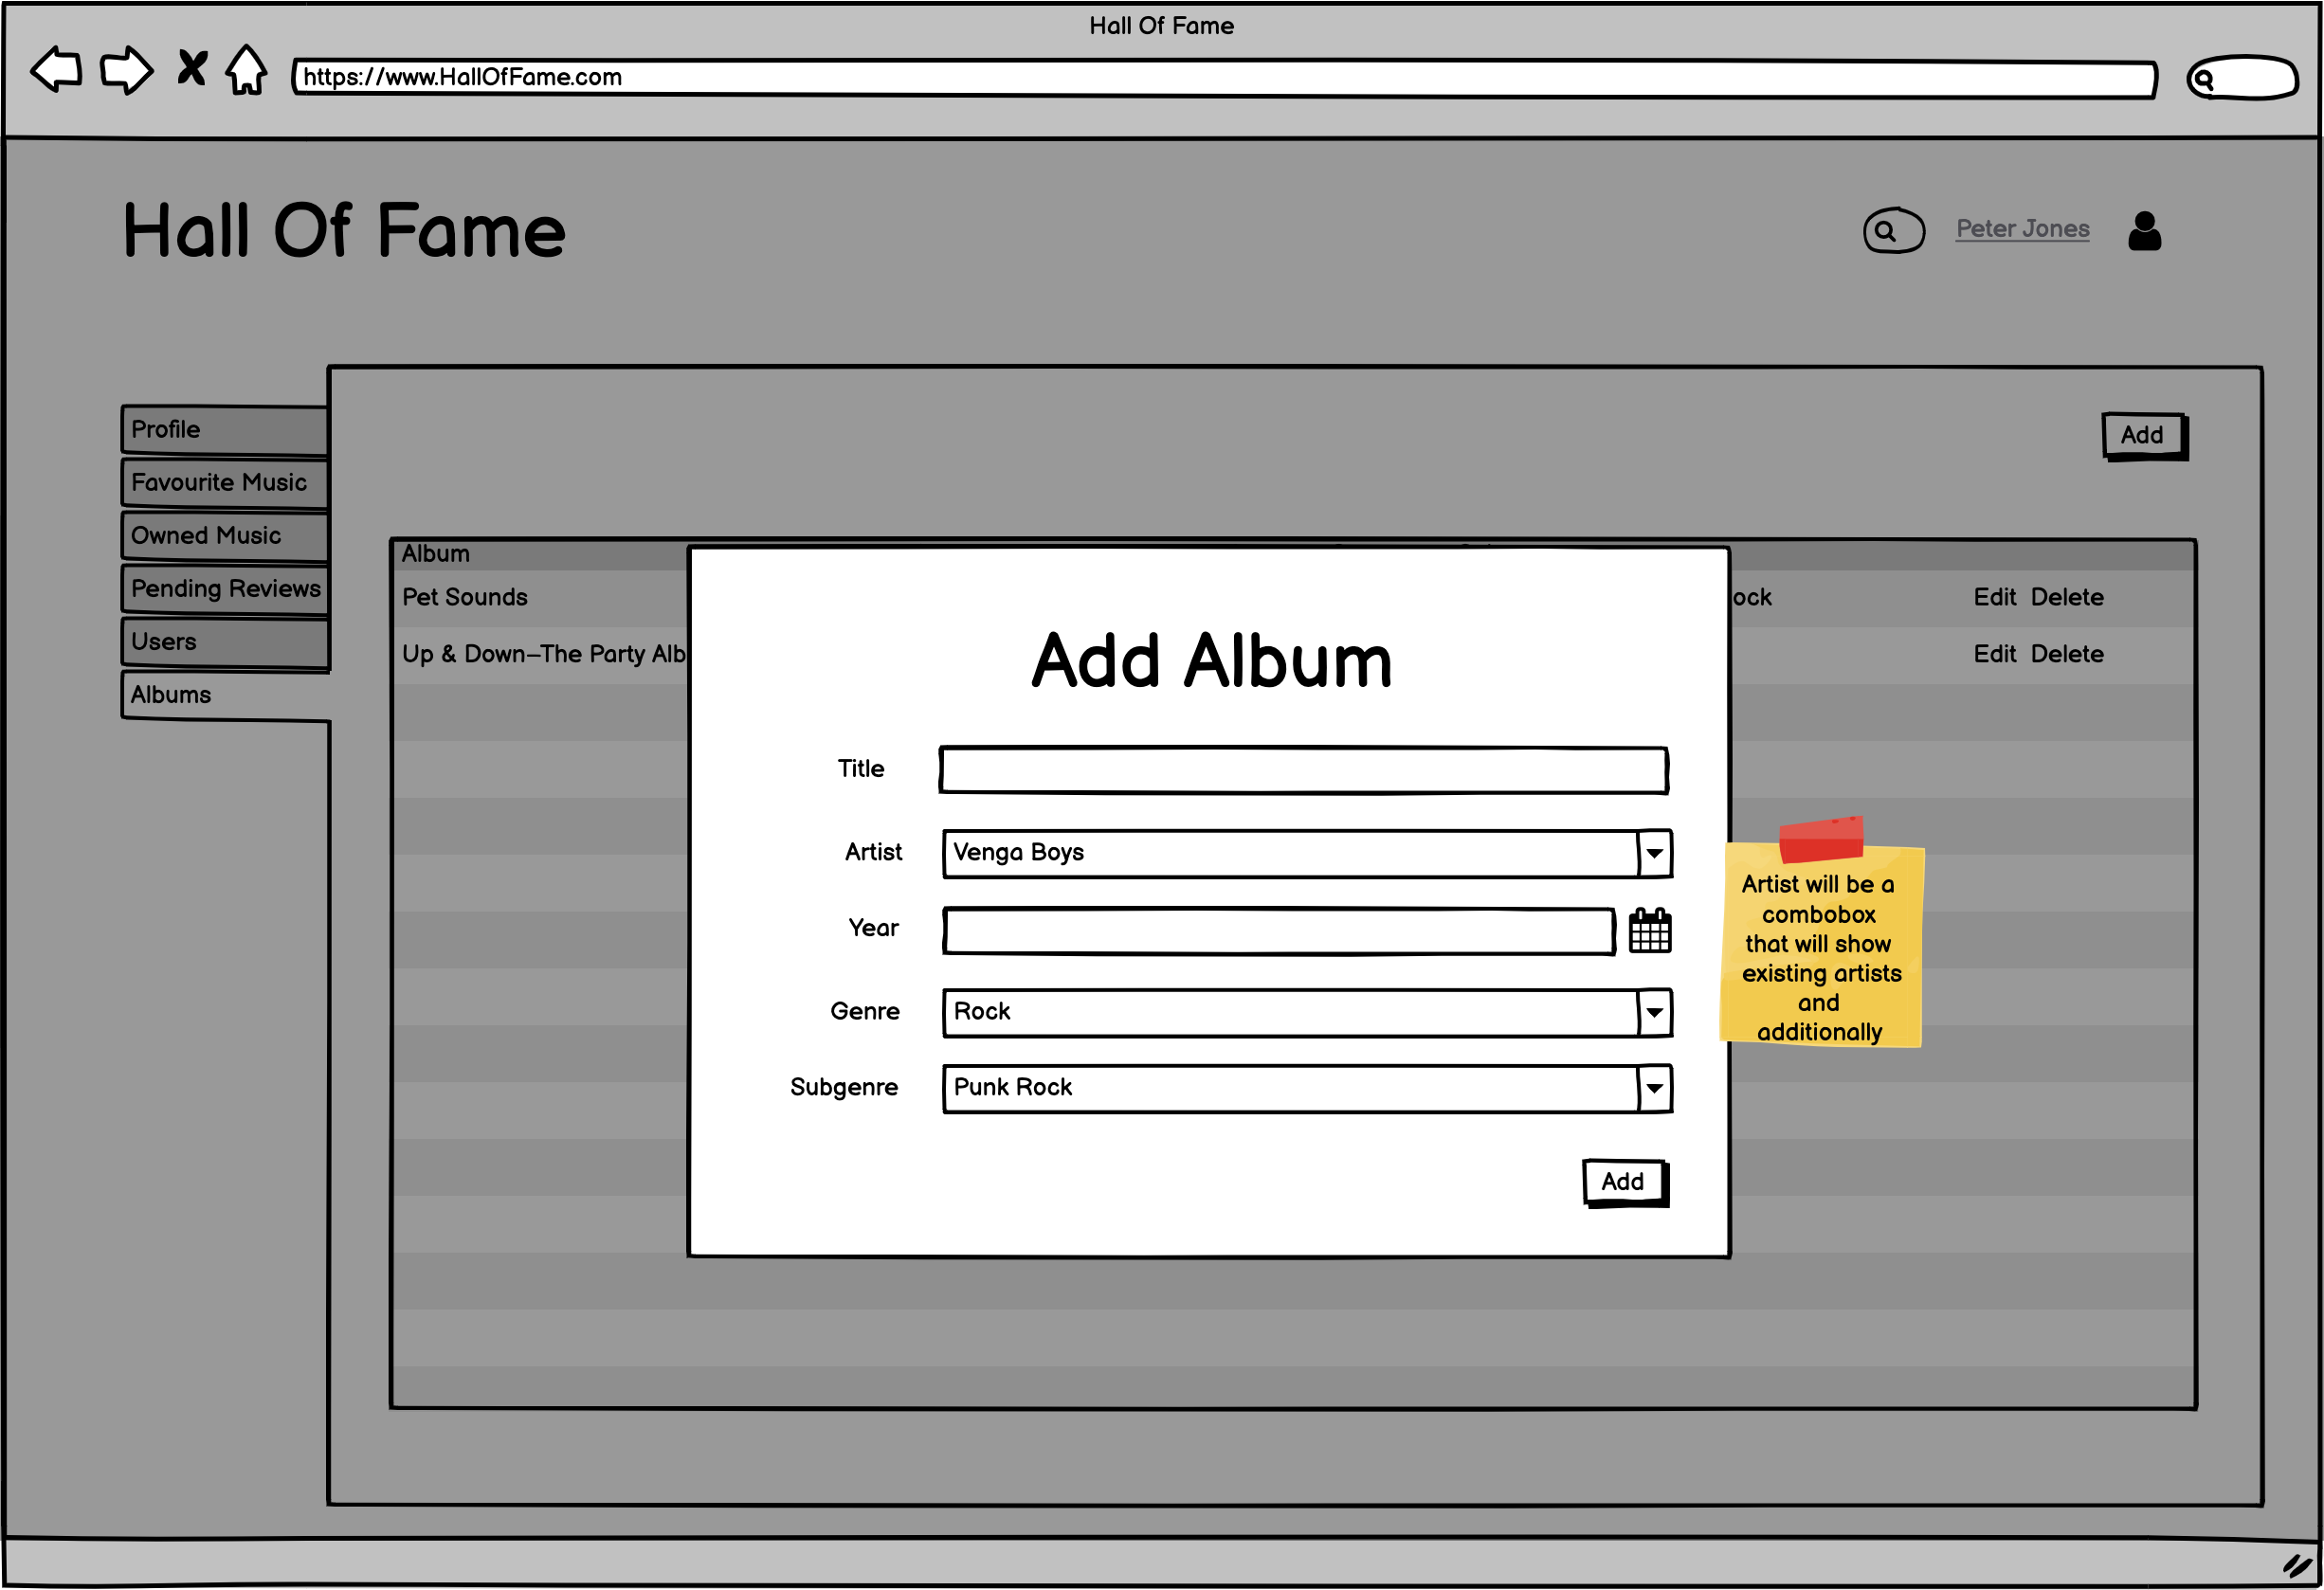 Hall Of Fame
https://www.HallOfFame.com
Hall Of Fame
Peter Jones
Profile
Favourite Music
Owned Music
Pending Reviews
Users
Albums
Add
Album
Pet Sounds
Edit Delete
Up & Down–The Party Alb
Edit Delete
Add Album
Title
Artist
Venga Boys
Year
Genre
Rock
Subgenre
Punk Rock
Add
Artist will be a
combobox
that will show
existing artists
and
additionally